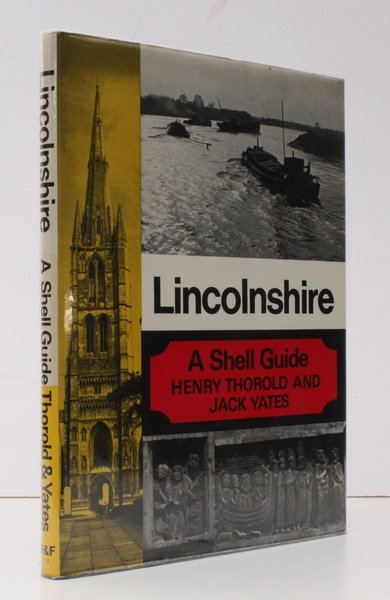 Lincolnshire A Shell Guide Thorold & Yates F&F
Lincolnshire
A Shell Guide
HENRY THOROLD AND
JACK YATES